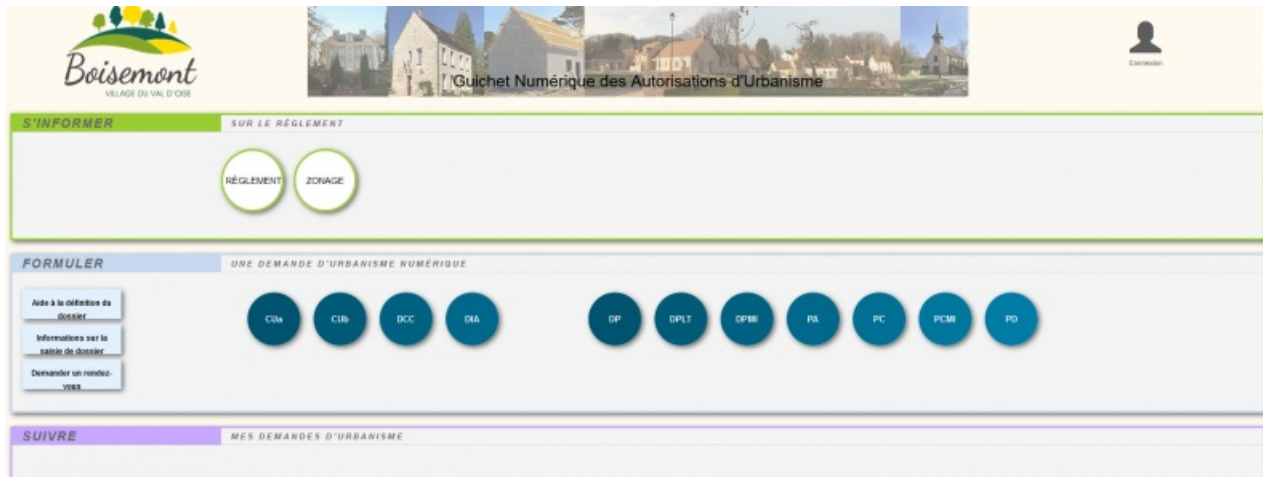 Boisemont
VILLAGE DU VAL D'OISE
Guichet Numérique des Autorisations d'Urbanisme
Connexion
S'INFORMER
SUR LE RÈGLEMENT
RÈGLEMENT
ZONAGE
FORMULER
UNE DEMANDE D'URBANISME NUMÉRIQUE
Aide à la définition du
dossier
Informations sur la
saisie de dossier
Demander un rendez-
vous
CUa
CUb
DCC
DIA
DP
DPLT
DPMI
PA
PC
PCMI
PD
SUIVRE
MES DEMANDES D'URBANISME